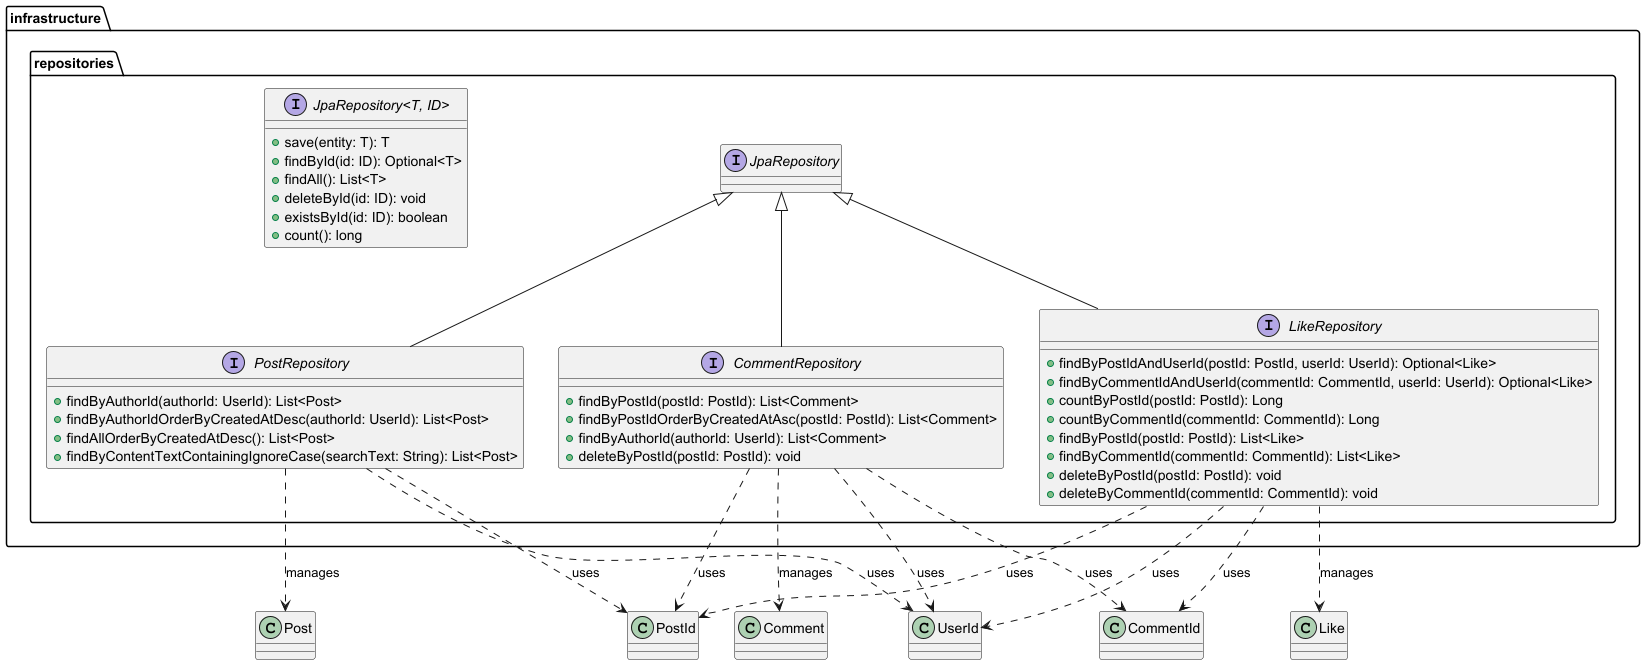 infrastructure
repositories
JpaRepository<T, ID>
save(entity: T): T
findById(id: ID): Optional<T>
findAll(): List<T>
deleteById(id: ID): void
existsById(id: ID): boolean
count(): long
JpaRepository
PostRepository
findByAuthorId(authorId: UserId): List<Post>
findByAuthorIdOrderByCreatedAtDesc(authorId: UserId): List<Post>
findAllOrderByCreatedAtDesc(): List<Post>
findByContentTextContainingIgnoreCase(searchText: String): List<Post>
CommentRepository
findByPostId(postId: PostId): List<Comment>
findByPostIdOrderByCreatedAtAsc(postId: PostId): List<Comment>
findByAuthorId(authorId: UserId): List<Comment>
deleteByPostId(postId: PostId): void
LikeRepository
findByPostIdAndUserId(postId: PostId, userId: UserId): Optional<Like>
findByCommentIdAndUserId(commentId: CommentId, userId: UserId): Optional<Like>
countByPostId(postId: PostId): Long
countByCommentId(commentId: CommentId): Long
findByPostId(postId: PostId): List<Like>
findByCommentId(commentId: CommentId): List<Like>
deleteByPostId(postId: PostId): void
deleteByCommentId(commentId: CommentId): void
manages
uses
uses
manages
uses
uses
uses
uses
uses
uses
manages
Post
PostId
Comment
UserId
CommentId
Like